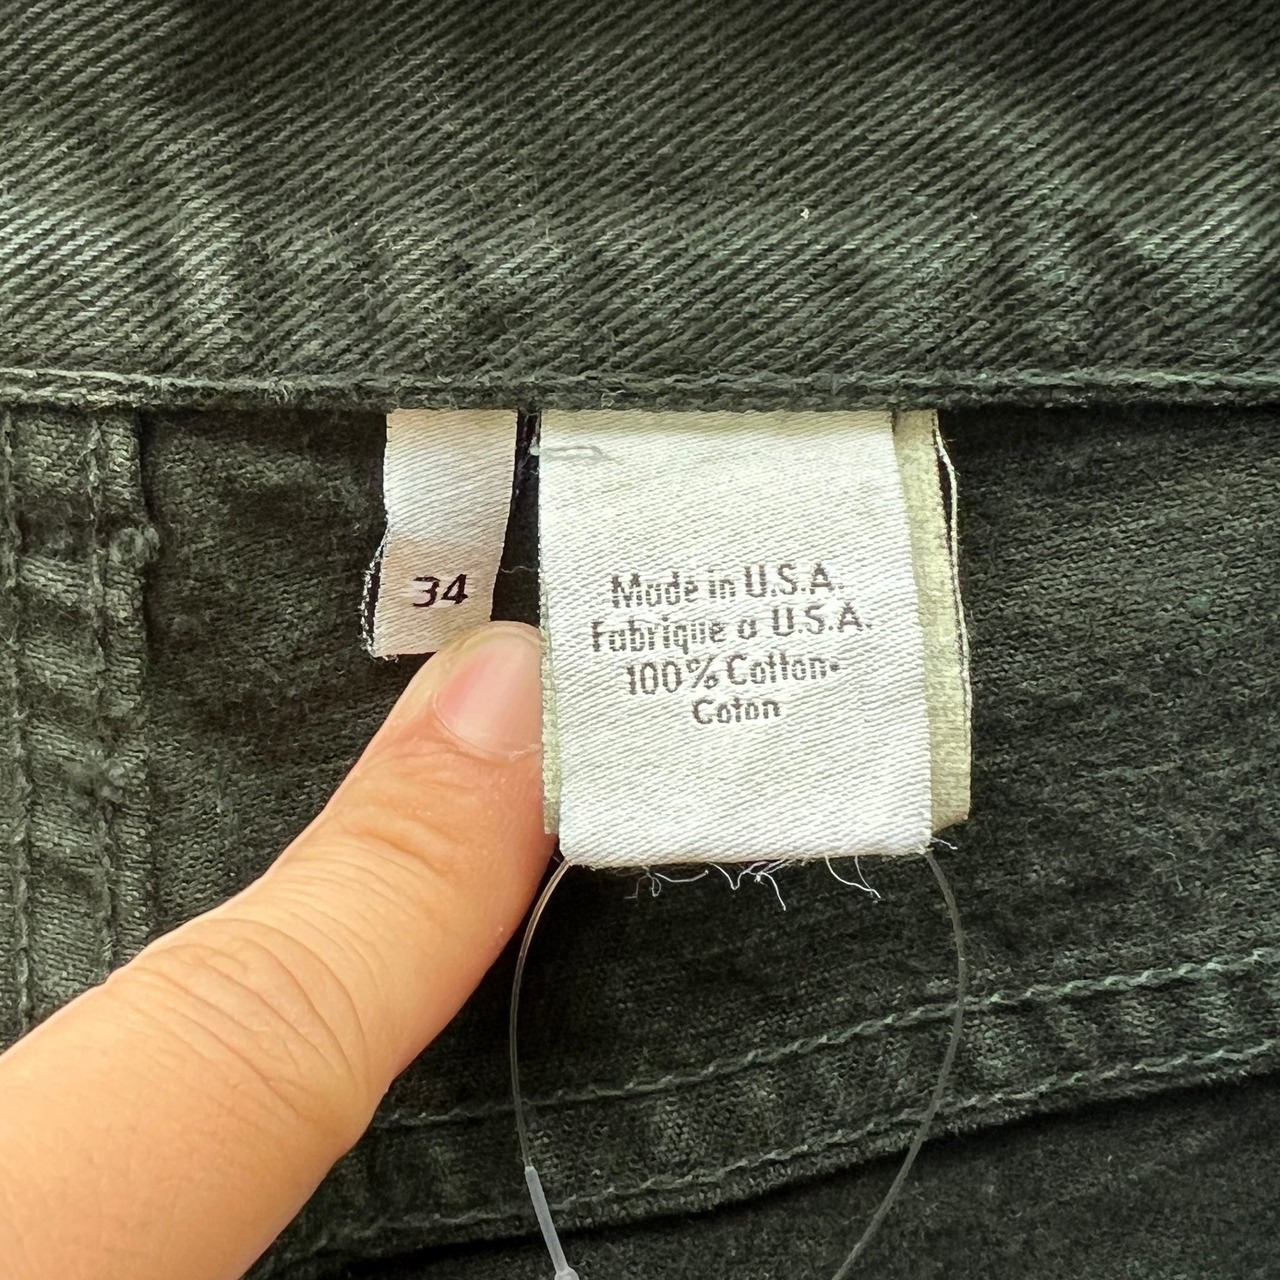 34
Made in U.S.A.
Fabrique a U.S.A.
100% Cotton-
Coton